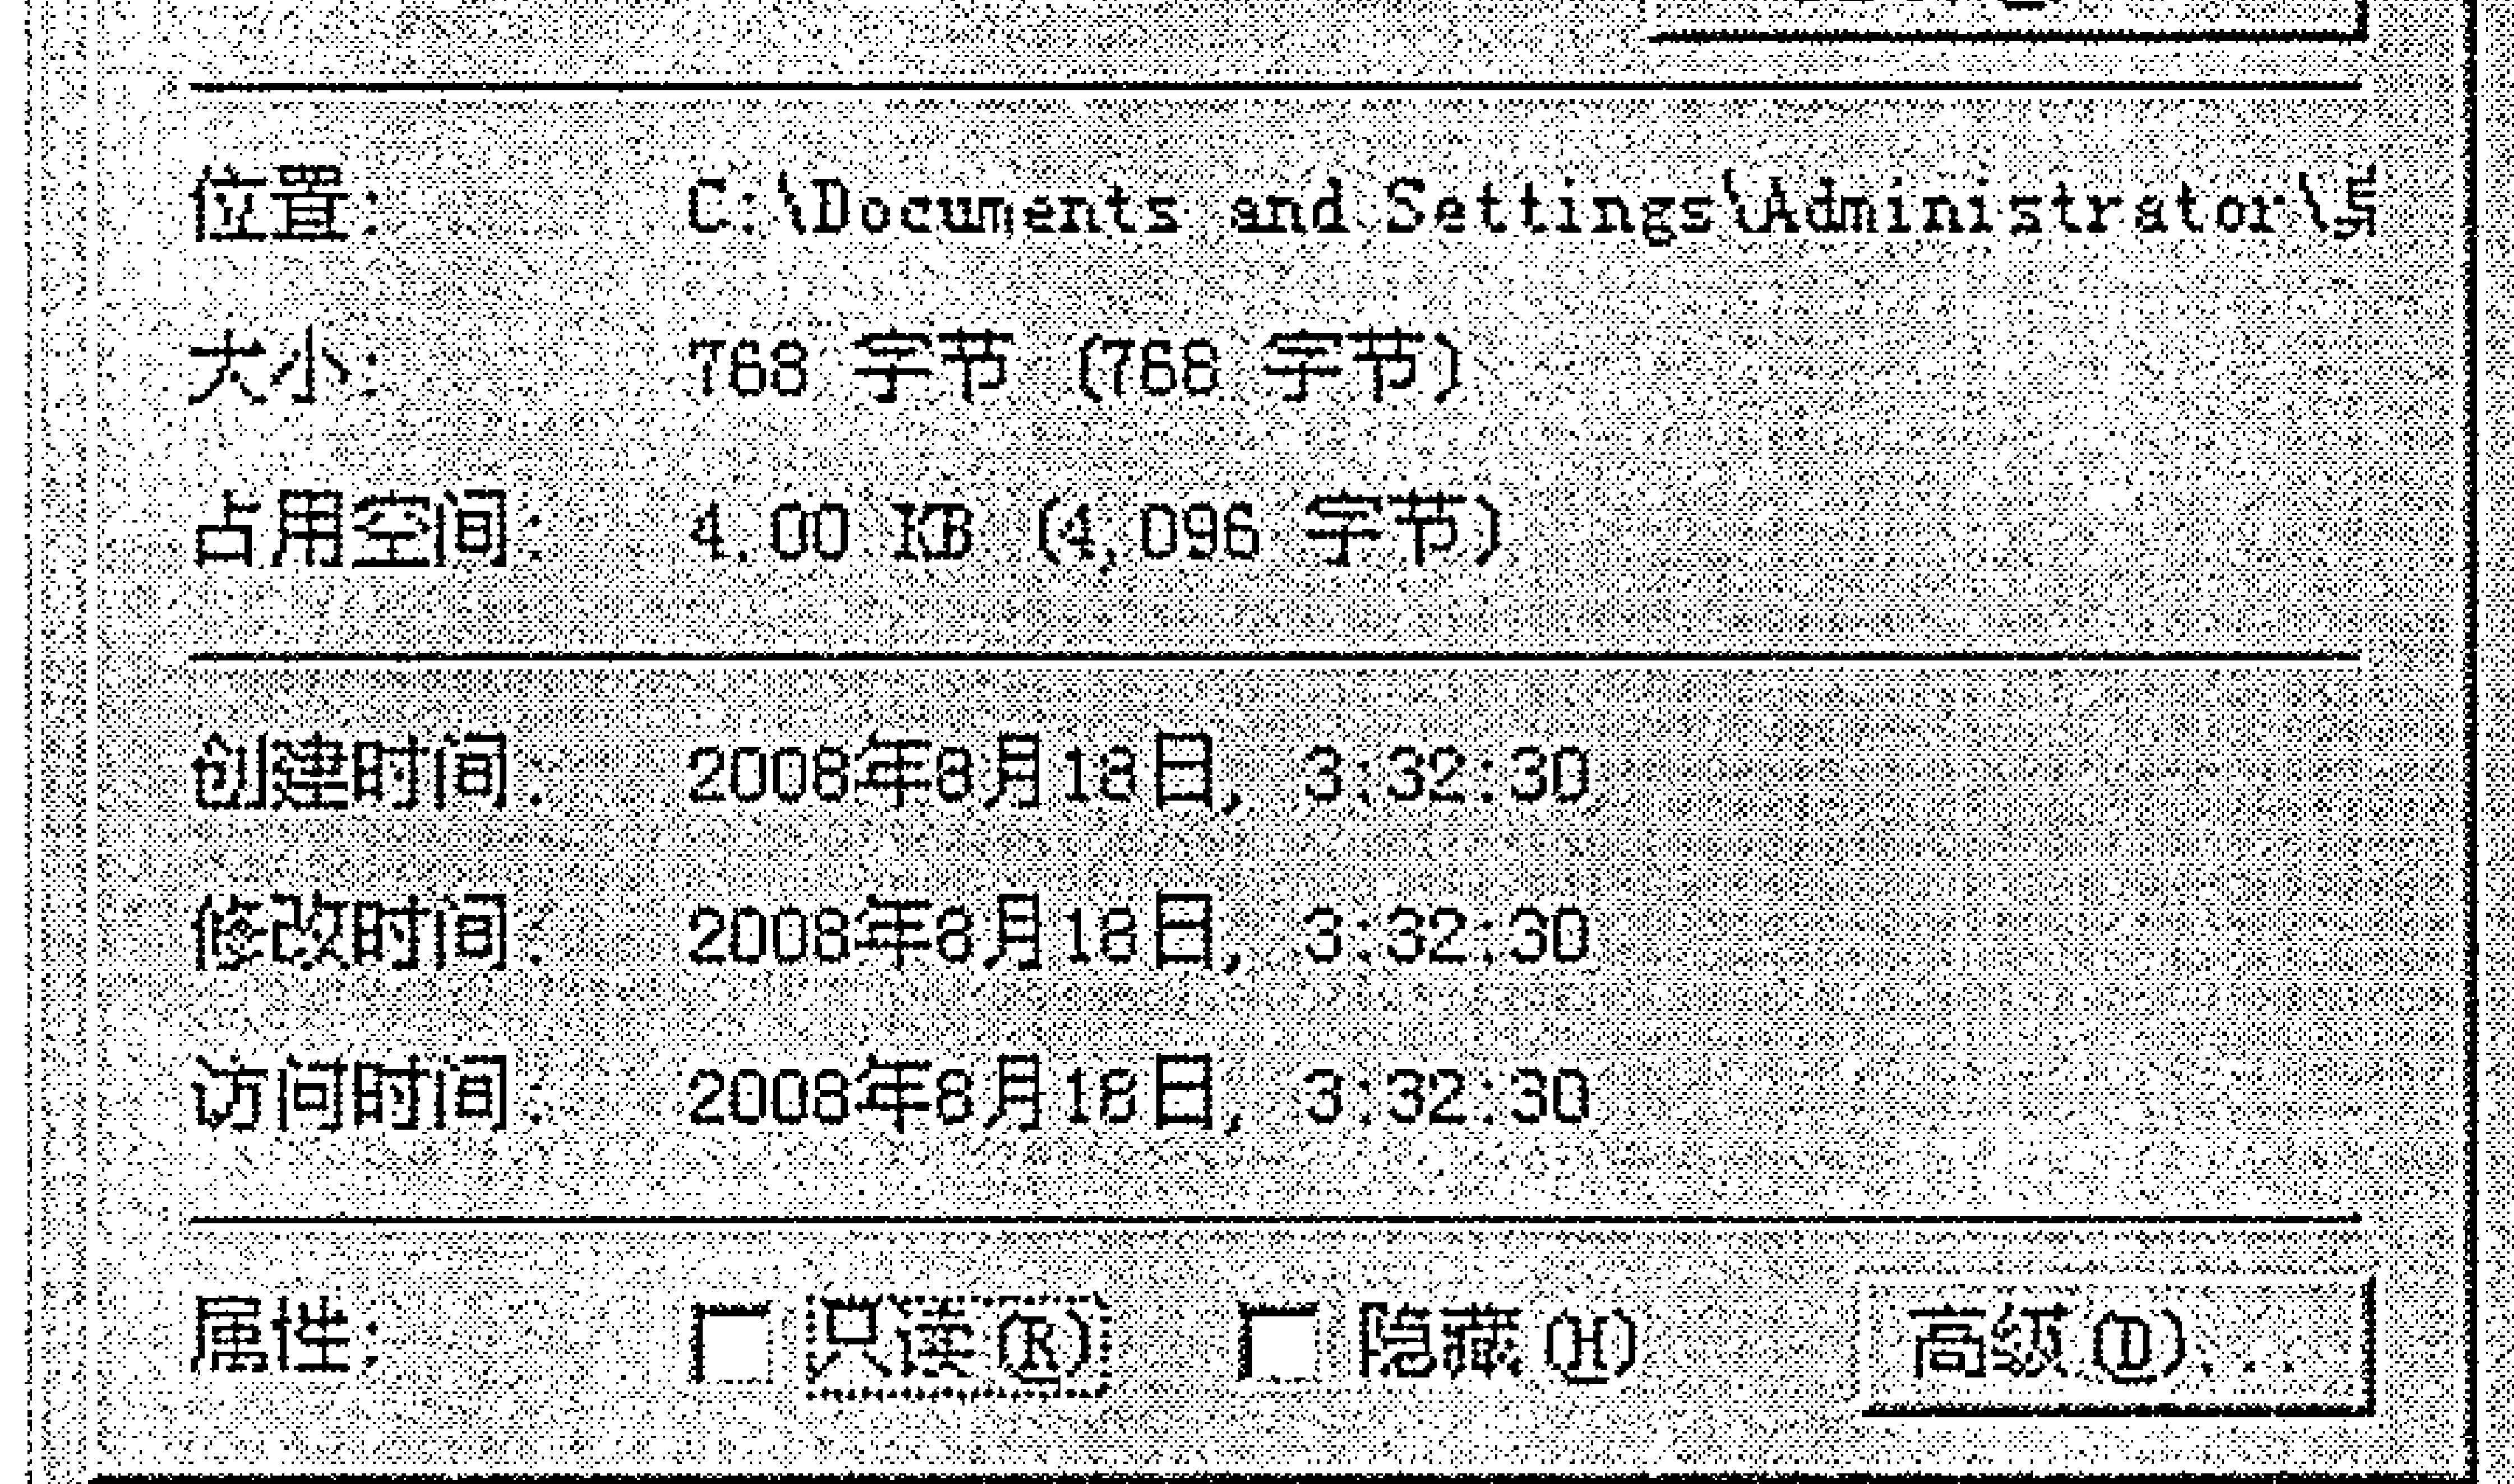 位置: C:\Documents and Settings\Administrator\
大小: 768 字节 (768 字节)
占用空间: 4.00 KB (4,096 字节)
创建时间: 2008年8月18日, 3:32:30
修改时间: 2008年8月18日, 3:32:30
访问时间: 2008年8月18日, 3:32:30
属性: 只读(R) 隐藏(H) 高级(D)...